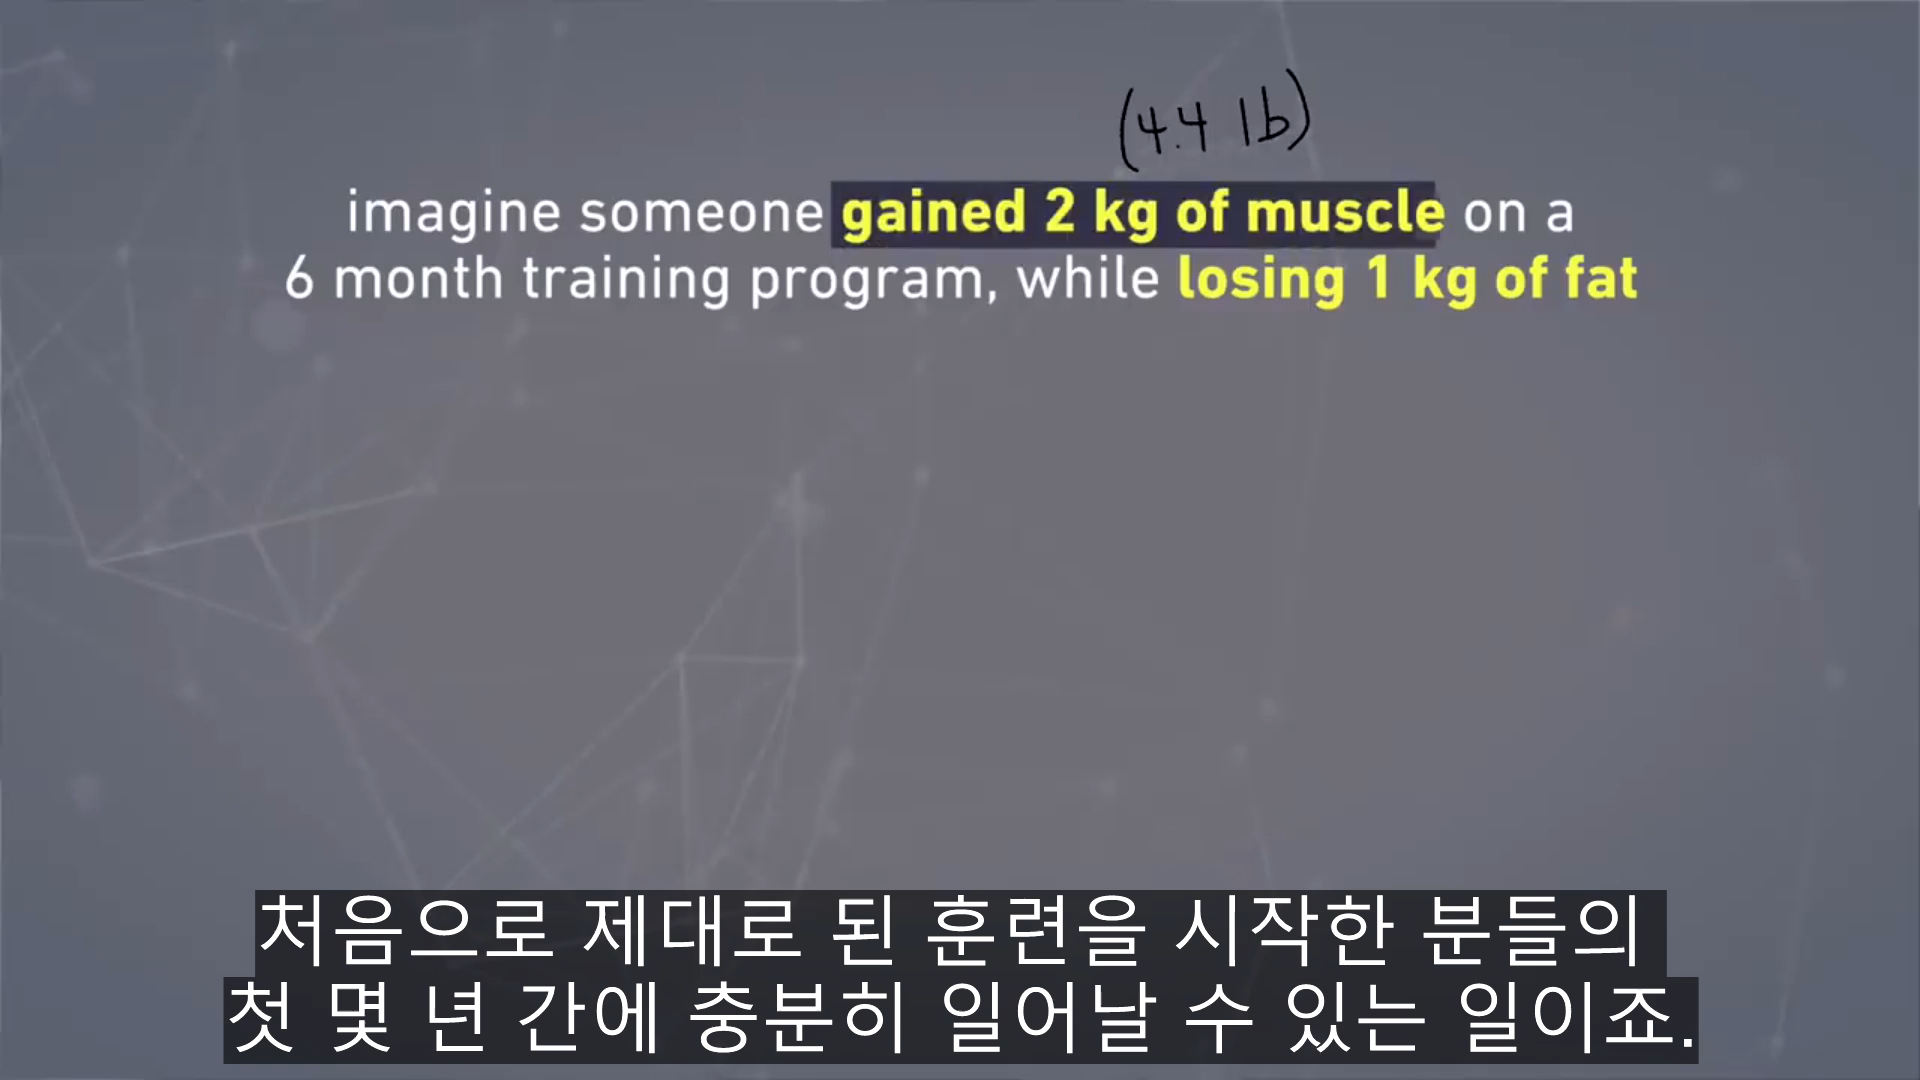 (4.4 lb)
imagine someone gained 2 kg of muscle on a
6 month training program, while losing 1 kg of fat
처음으로 제대로 된 훈련을 시작한 분들의
첫 몇 년 간에 충분히 일어날 수 있는 일이죠.